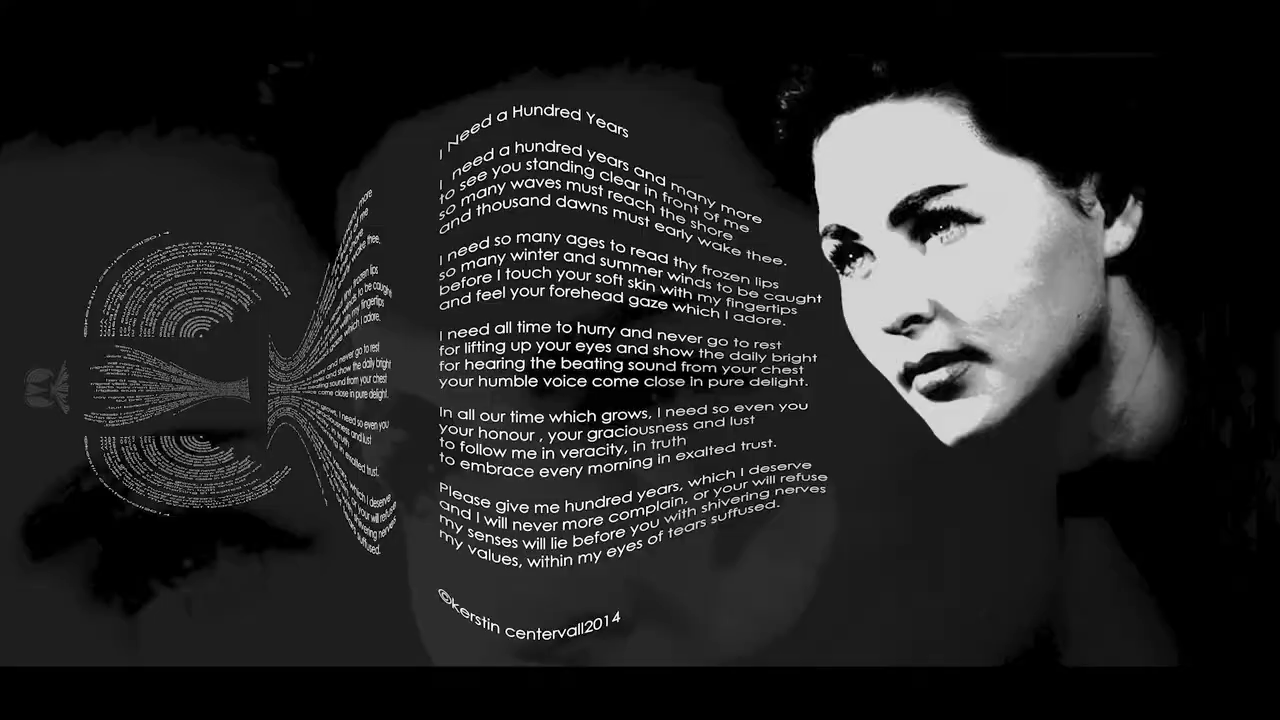 I Need a Hundred Years
I need a hundred years and many more
to see you standing clear in front of me
so many waves must reach the shore
and thousand dawns must early wake thee.
I need so many ages to read thy frozen lips
so many winter and summer winds to be caught
before I touch your soft skin with my fingertips
and feel your forehead gaze which I adore.
I need all time to hurry and never go to rest
for lifting up your eyes and show the daily bright
for hearing the beating sound from your chest
your humble voice come close in pure delight.
In all our time which grows, I need so even you
your honour , your graciousness and lust
to follow me in veracity, in truth
to embrace every morning in exalted trust.
Please give me hundred years, which I deserve
and I will never more complain, or your will refuse
my senses will lie before you with shivering nerves
my values, within my eyes of tears suffused.
©kerstin centervall2014